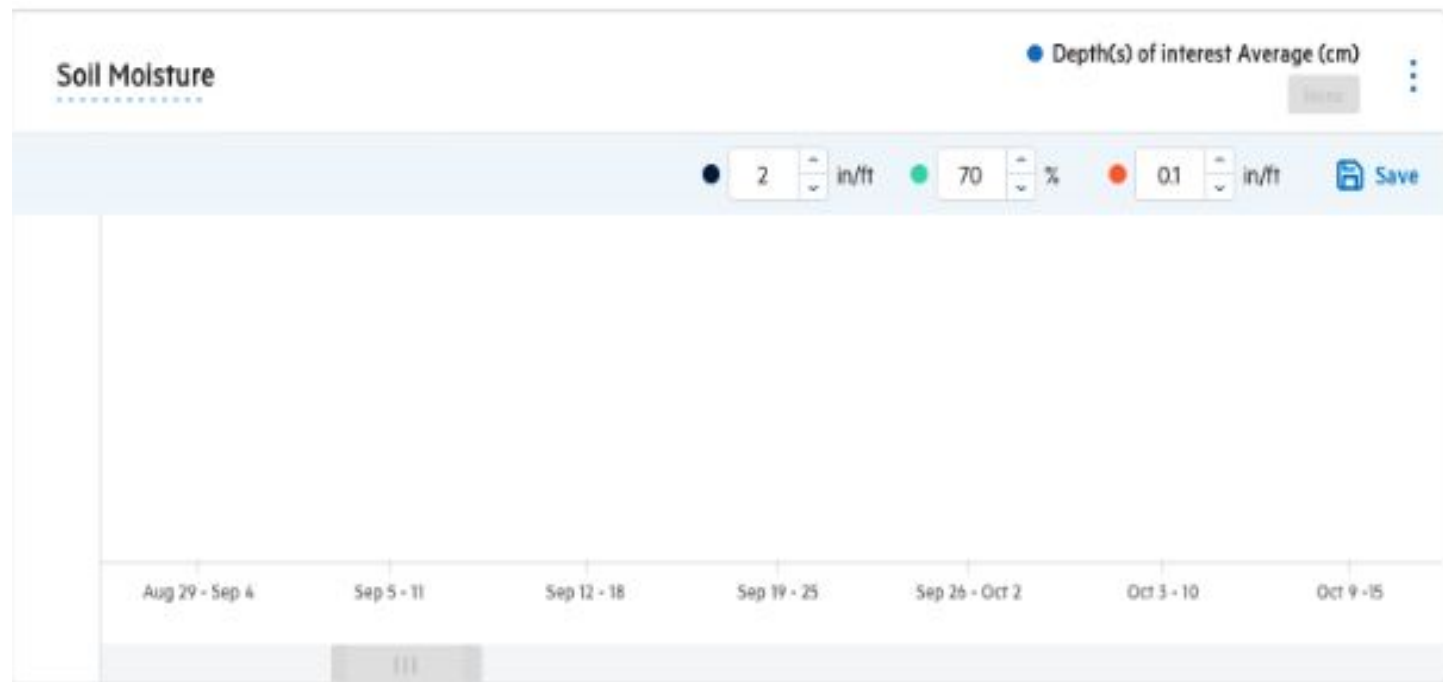 Soil Moisture
Depth(s) of interest Average (cm)
2 in/ft 70 % 0.1 in/ft Save
Aug 29 - Sep 4 Sep 5 - 11 Sep 12 - 18 Sep 19 - 25 Sep 26 - Oct 2 Oct 3 - 10 Oct 9 -15